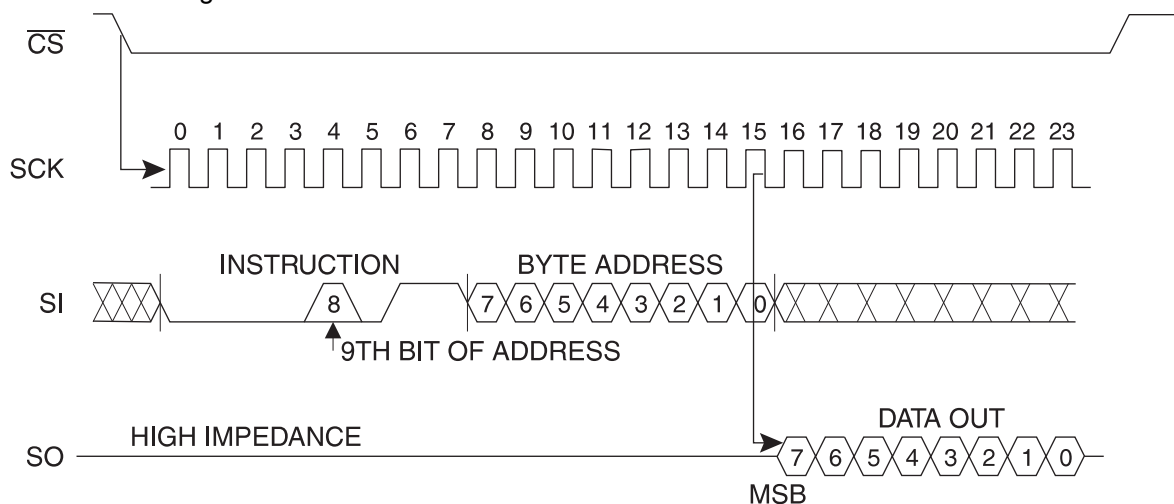 CS
0 1 2 3 4 5 6 7 8 9 10 11 12 13 14 15 16 17 18 19 20 21 22 23
SCK
INSTRUCTION BYTE ADDRESS
SI 8 7 6 5 4 3 2 1 0
9TH BIT OF ADDRESS
HIGH IMPEDANCE DATA OUT
SO 7 6 5 4 3 2 1 0
MSB